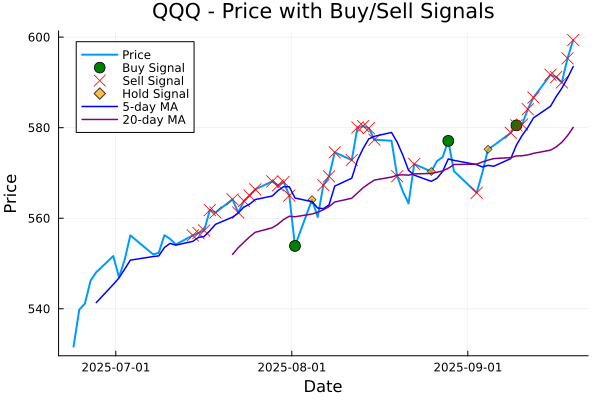 QQQ - Price with Buy/Sell Signals
600
580
560
540
Price
Price
Buy Signal
Sell Signal
Hold Signal
5-day MA
20-day MA
2025-07-01
2025-08-01
2025-09-01
Date